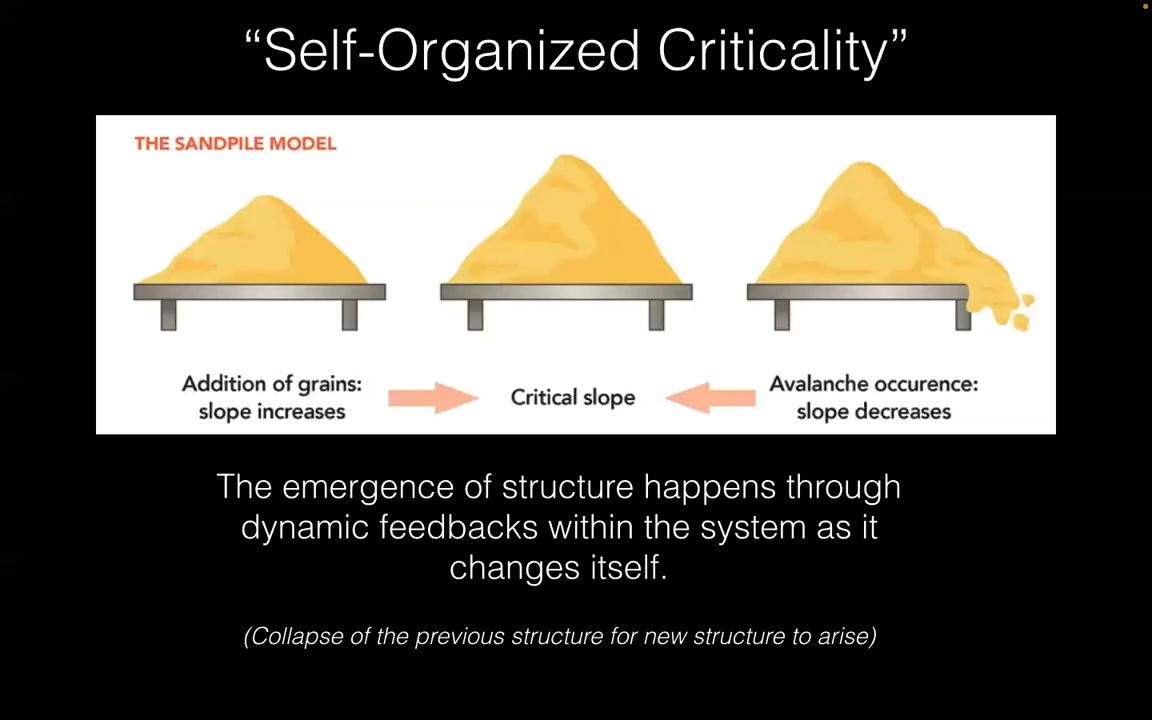 “Self-Organized Criticality”
THE SANDPILE MODEL
Addition of grains:
slope increases
Critical slope
Avalanche occurence:
slope decreases
The emergence of structure happens through
dynamic feedbacks within the system as it
changes itself.
(Collapse of the previous structure for new structure to arise)